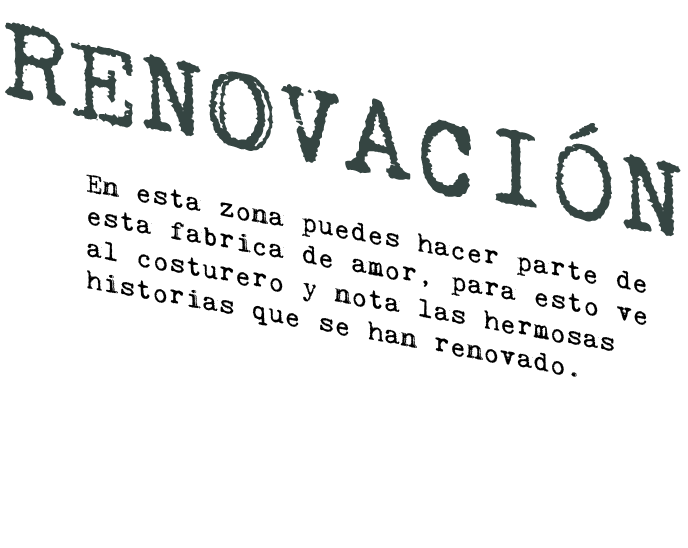 RENOVACIÓN
En esta zona puedes hacer parte de
esta fabrica de amor, para esto ve
al costurero y nota las hermosas
historias que se han renovado.